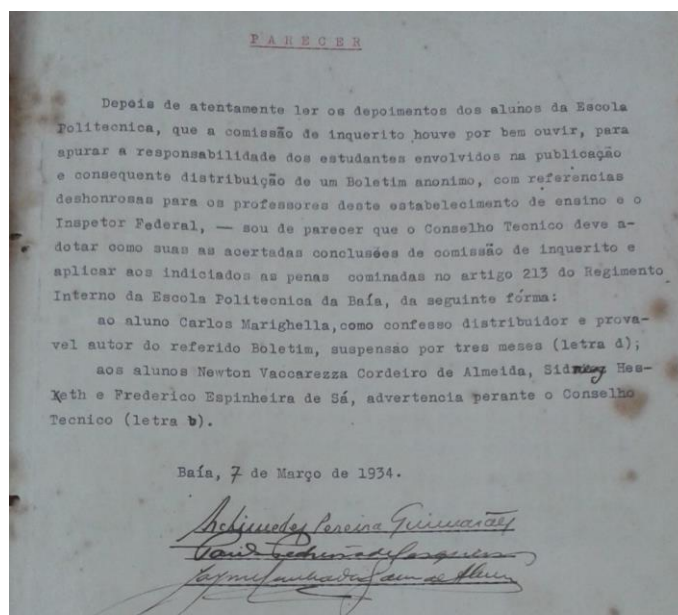 PARECER
Depois de atentamente ler os depoimentos dos alunos da Escola
Politecnica, que a comissão de inquerito houve por bem ouvir, para
apurar a responsabilidade dos estudantes envolvidos na publicação
e consequente distribuição de um Boletim anonimo, com referencias
deshonrosas para os professores deste estabelecimento de ensino e o
Inspetor Federal, — sou de parecer que o Conselho Tecnico deve a-
dotar como suas as acertadas conclusões de comissão de inquerito e
aplicar aos indiciados as penas cominadas no artigo 213 do Regimento
Interno da Escola Politecnica da Baía, da seguinte fórma:
ao aluno Carlos Marighella, como confesso distribuidor e prova-
vel autor do referido Boletim, suspensão por tres meses (letra d);
aos alunos Newton Vaccarezza Cordeiro de Almeida, Sidney Hes-
keth e Frederico Espinheira de Sá, advertencia perante o Conselho
Tecnico (letra b).
Baía, 7 de Março de 1934.
Archimedes Pereira Guimarães